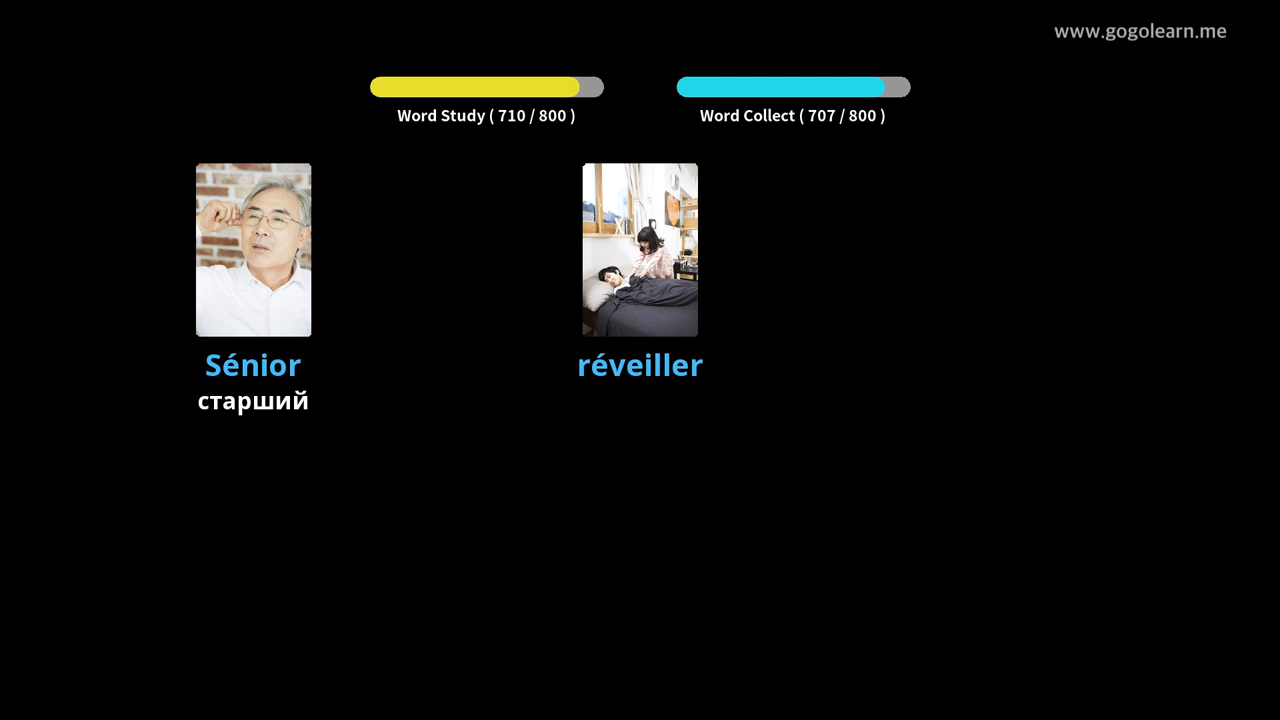 www.gogolearn.me
Word Study ( 710 / 800 )
Word Collect ( 707 / 800 )
Sénior
старший
réveiller